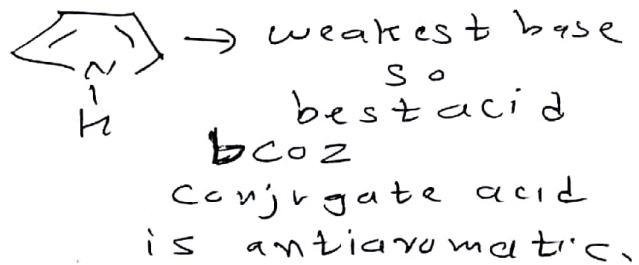 N
H
→ weakest base
so
best acid
bcoz
conjugate acid
is antiaromatic.